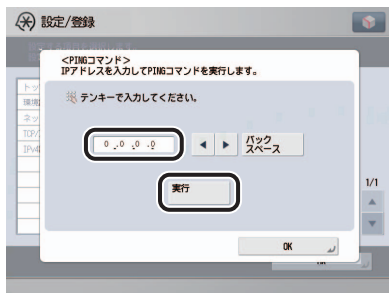 設定/登録
<PINGコマンド>
IPアドレスを入力してPINGコマンドを実行します。
テンキーで入力してください。
0 .0 .0 .0
◀ ▶ バック
スペース
実行
1/1
OK